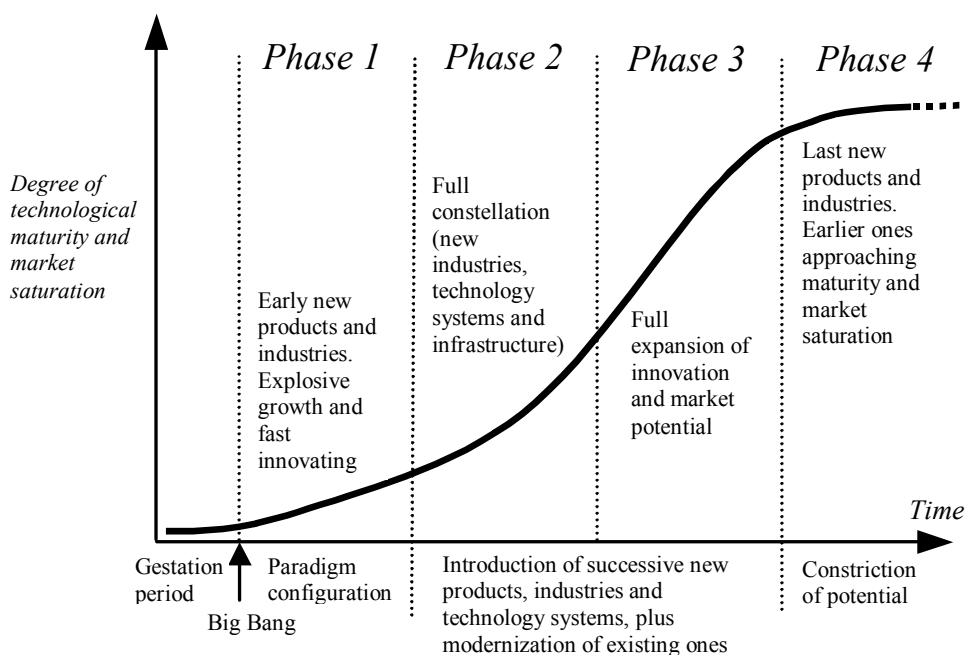 Phase 1
Phase 2
Phase 3
Phase 4
Degree of
technological
maturity and
market
saturation
Early new
products and
industries.
Explosive
growth and
fast
innovating
Full
constellation
(new
industries,
technology
systems and
infrastructure)
Full
expansion of
innovation
and market
potential
Last new
products and
industries.
Earlier ones
approaching
maturity and
market
saturation
Time
Gestation
period
Big Bang
Paradigm
configuration
Introduction of successive new
products, industries and
technology systems, plus
modernization of existing ones
Constriction
of potential